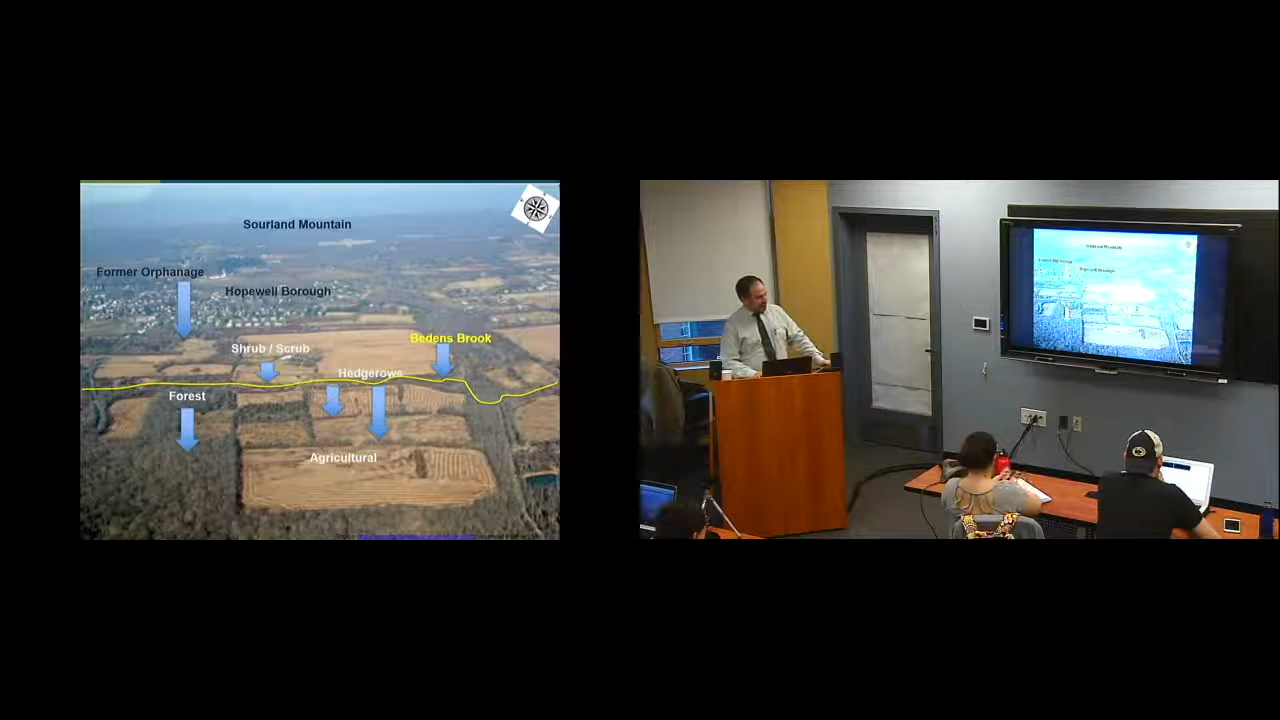 Sourland Mountain
Former Orphanage
Hopewell Borough
Bedens Brook
Shrub / Scrub
Hedgerows
Forest
Agricultural